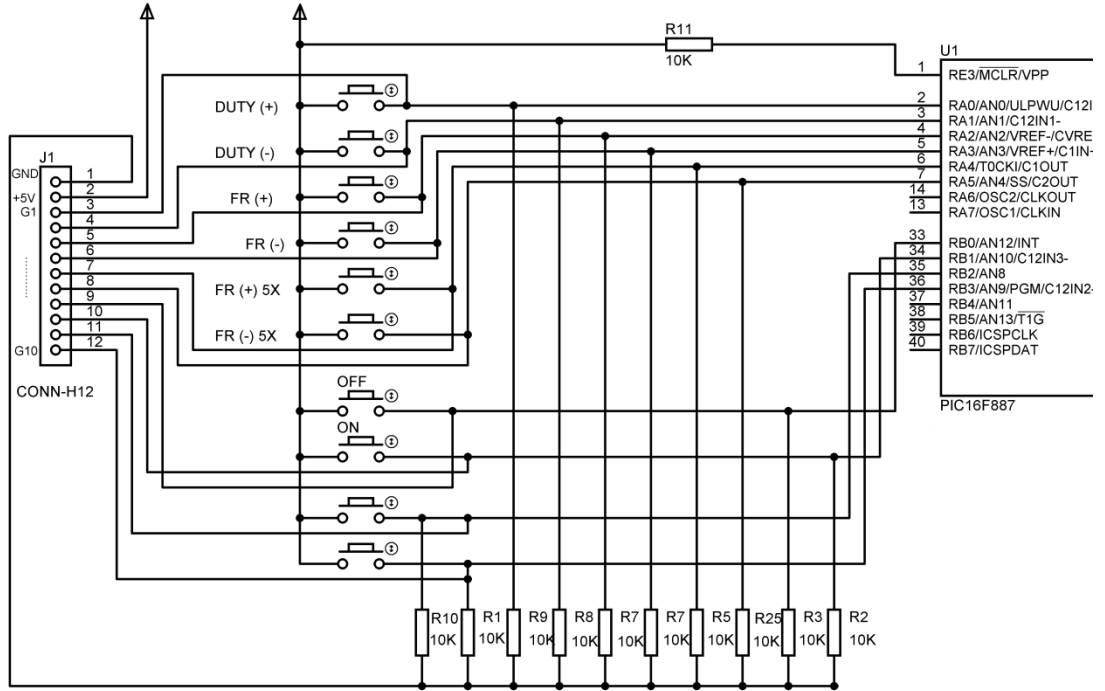 R11
10K
U1
1 RE3/MCLR/VPP
DUTY (+)
2 RA0/AN0/ULPWU/C12I
3 RA1/AN1/C12IN1-
4 RA2/AN2/VREF-/CVRE
5 RA3/AN3/VREF+/C1IN+
6 RA4/T0CKI/C1OUT
7 RA5/AN4/SS/C2OUT
14 RA6/OSC2/CLKOUT
13 RA7/OSC1/CLKIN
33 RB0/AN12/INT
34 RB1/AN10/C12IN3-
35 RB2/AN8
36 RB3/AN9/PGM/C12IN2-
37 RB4/AN11
38 RB5/AN13/T1G
39 RB6/ICSPCLK
40 RB7/ICSPDAT
PIC16F887
DUTY (-)
FR (+)
FR (-)
FR (+) 5X
FR (-) 5X
OFF
ON
J1
GND 1
+5V 2
G1 3
4
5
6
7
8
9
10
11
G10 12
CONN-H12
R10 R1 R9 R8 R7 R7 R5 R25 R3 R2
10K 10K 10K 10K 10K 10K 10K 10K 10K 10K